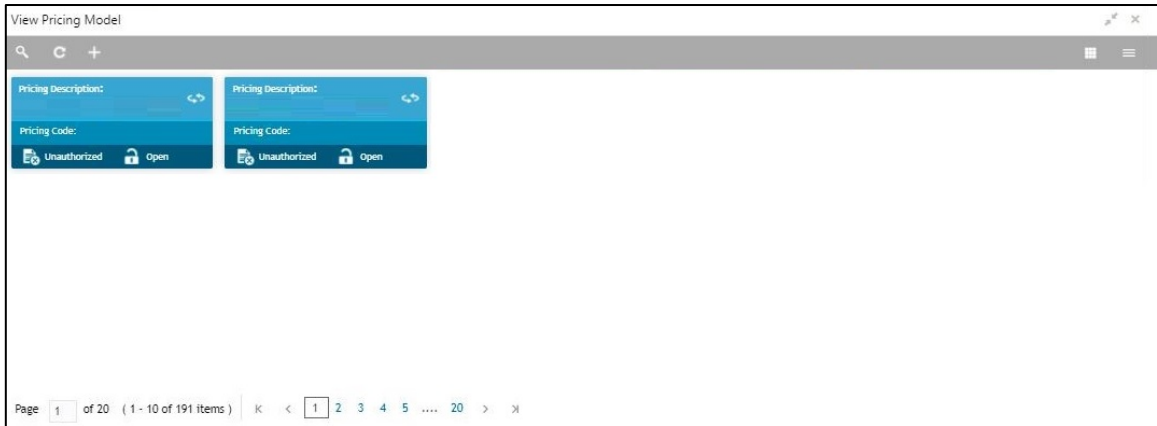 View Pricing Model
Pricing Description:
Pricing Code:
Unauthorized Open
Pricing Description:
Pricing Code:
Unauthorized Open
Page 1 of 20 ( 1 - 10 of 191 items ) 1 2 3 4 5 .... 20